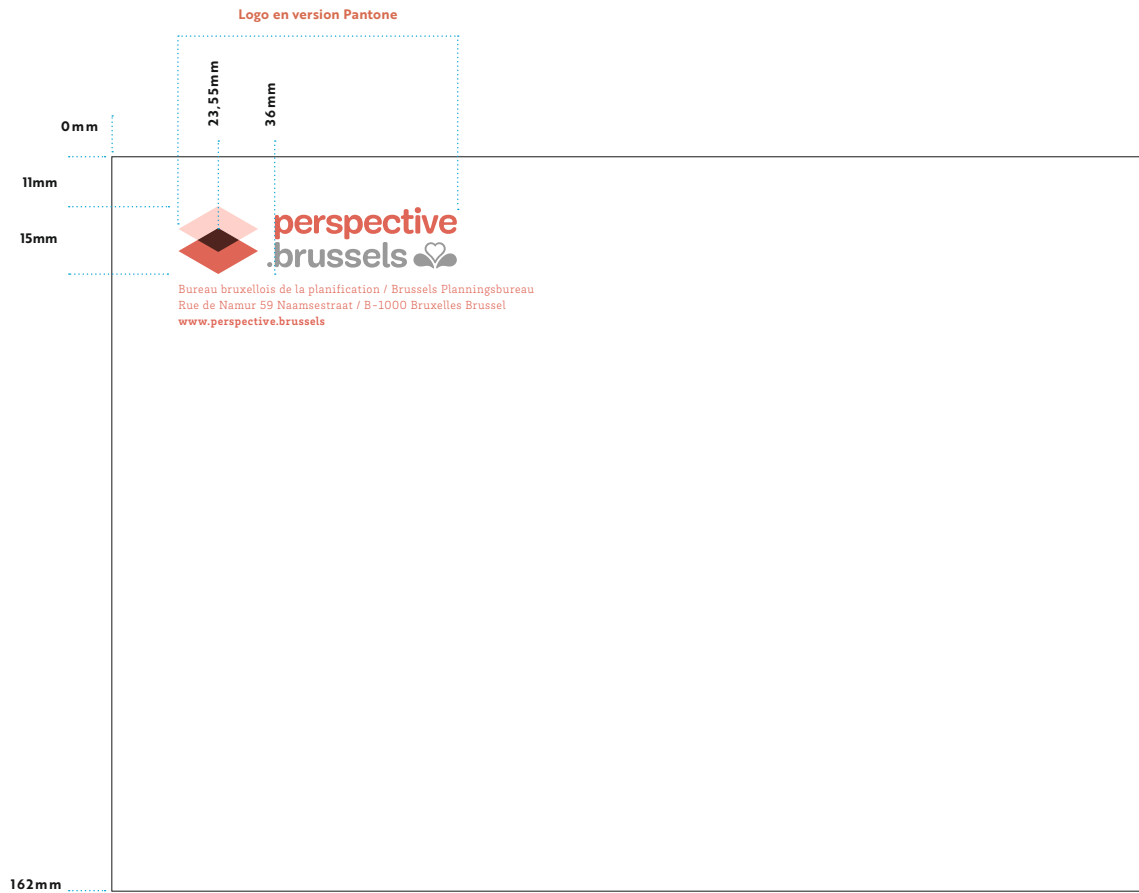 Logo en version Pantone
23,55mm
36mm
0mm
11mm
15mm
perspective
.brussels
Bureau bruxellois de la planification / Brussels Planningsbureau
Rue de Namur 59 Naamsestraat / B-1000 Bruxelles Brussel
www.perspective.brussels
162mm